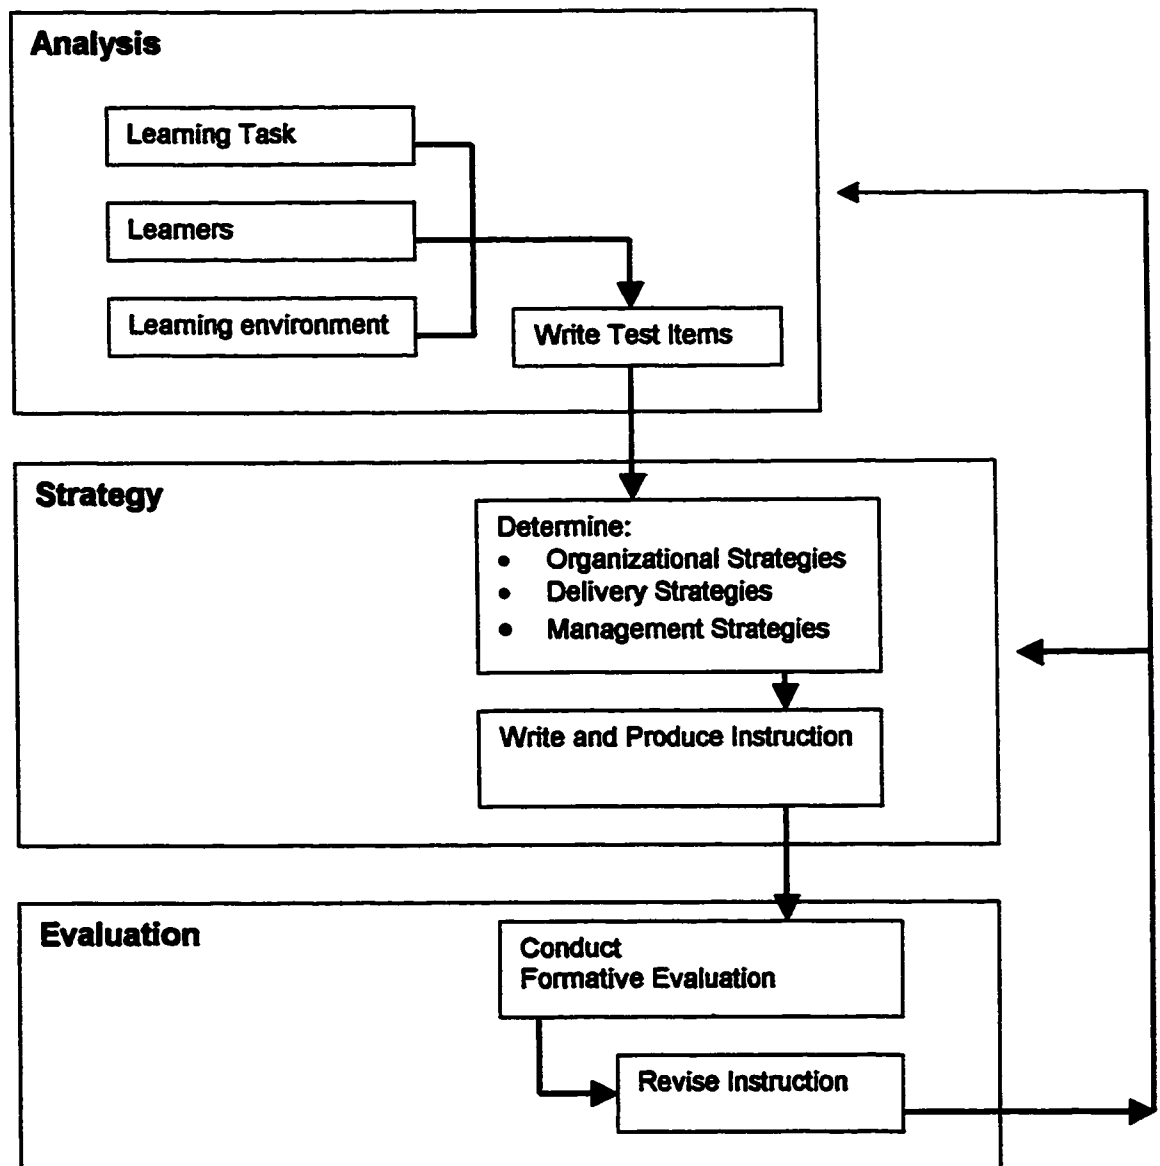 Analysis
Learning Task
Learners
Learning environment
Write Test Items
Strategy
Determine:
• Organizational Strategies
• Delivery Strategies
• Management Strategies
Write and Produce Instruction
Evaluation
Conduct
Formative Evaluation
Revise Instruction